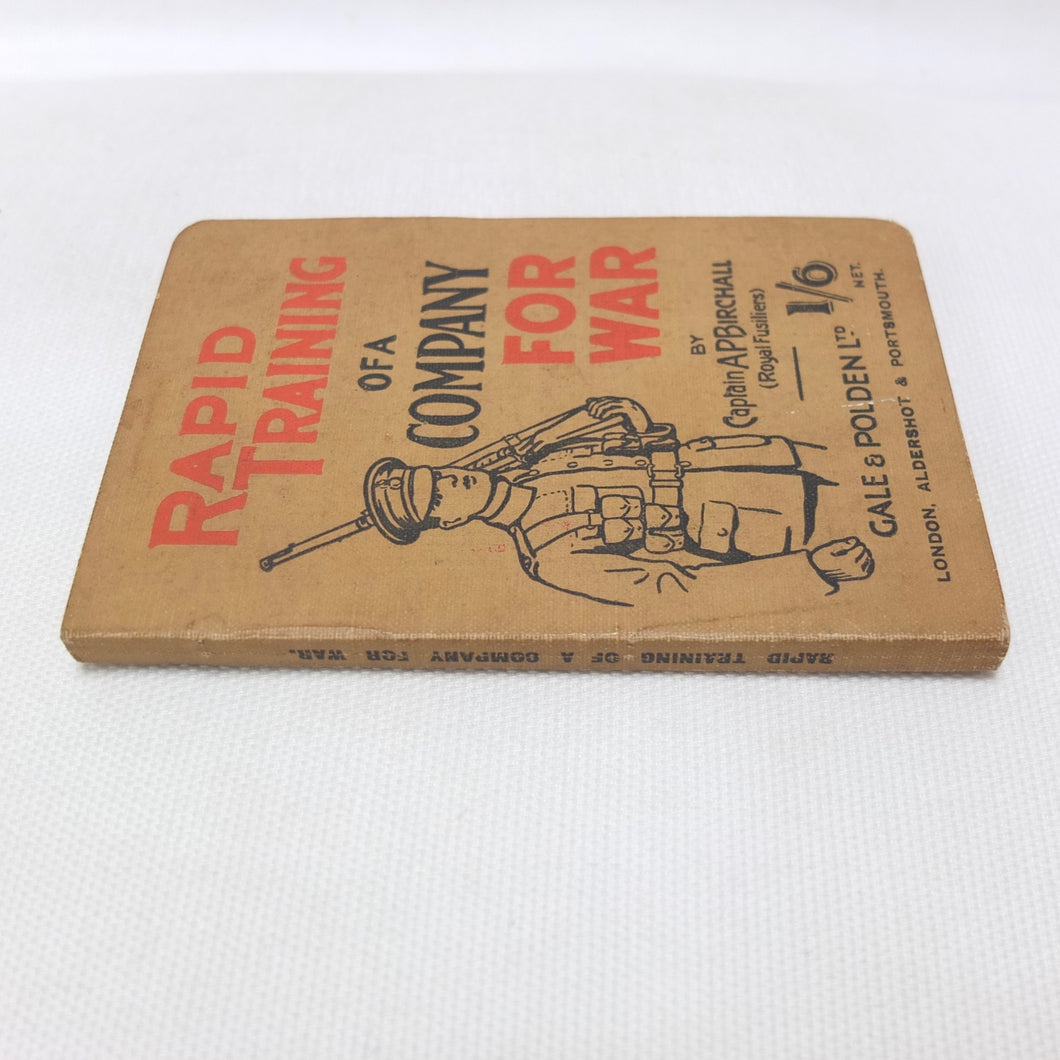 RAPID
TRAINING
OF A
COMPANY
FOR
WAR
BY
Captain A.P. BIRCHALL
(Royal Fusiliers)
1/6 NET.
GALE & POLDEN LTD
LONDON, ALDERSHOT & PORTSMOUTH.
RAPID TRAINING OF A COMPANY FOR WAR.